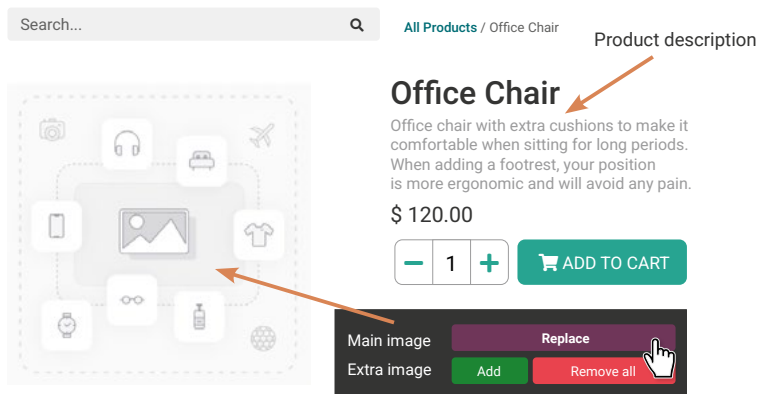 Search...
All Products / Office Chair
Product description
Office Chair
Office chair with extra cushions to make it
comfortable when sitting for long periods.
When adding a footrest, your position
is more ergonomic and will avoid any pain.
$ 120.00
1
ADD TO CART
Main image
Replace
Extra image
Add
Remove all